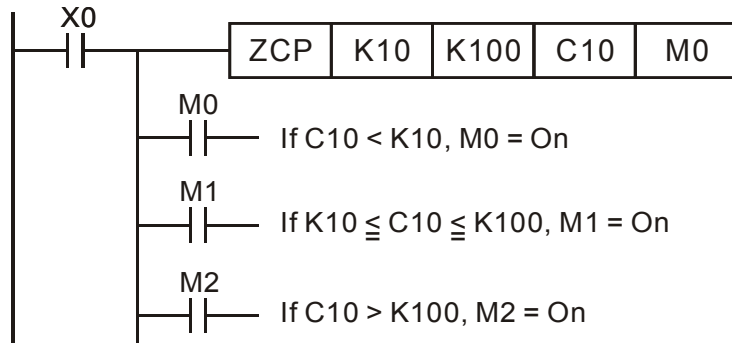 X0
ZCP K10 K100 C10 M0
M0
If C10 < K10, M0 = On
M1
If K10 ≦ C10 ≦ K100, M1 = On
M2
If C10 > K100, M2 = On